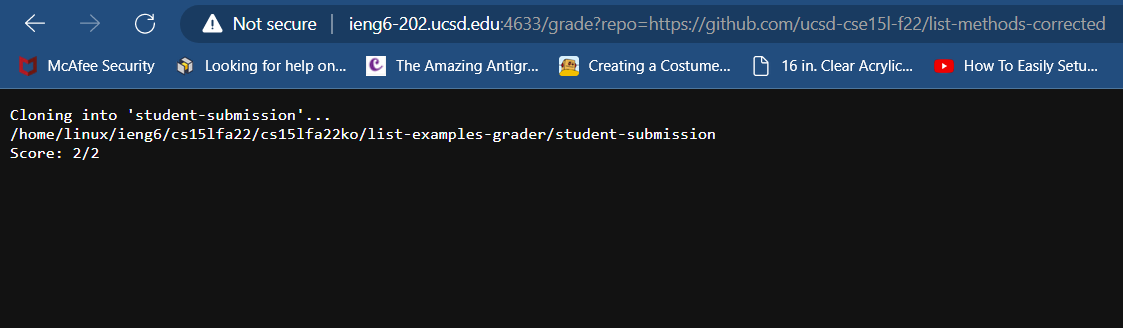 Not secure | ieng6-202.ucsd.edu:4633/grade?repo=https://github.com/ucsd-cse15l-f22/list-methods-corrected
McAfee Security Looking for help on... The Amazing Antigr... Creating a Costume... 16 in. Clear Acrylic... How To Easily Setu...
Cloning into 'student-submission'...
/home/linux/ieng6/cs15lfa22/cs15lfa22ko/list-examples-grader/student-submission
Score: 2/2